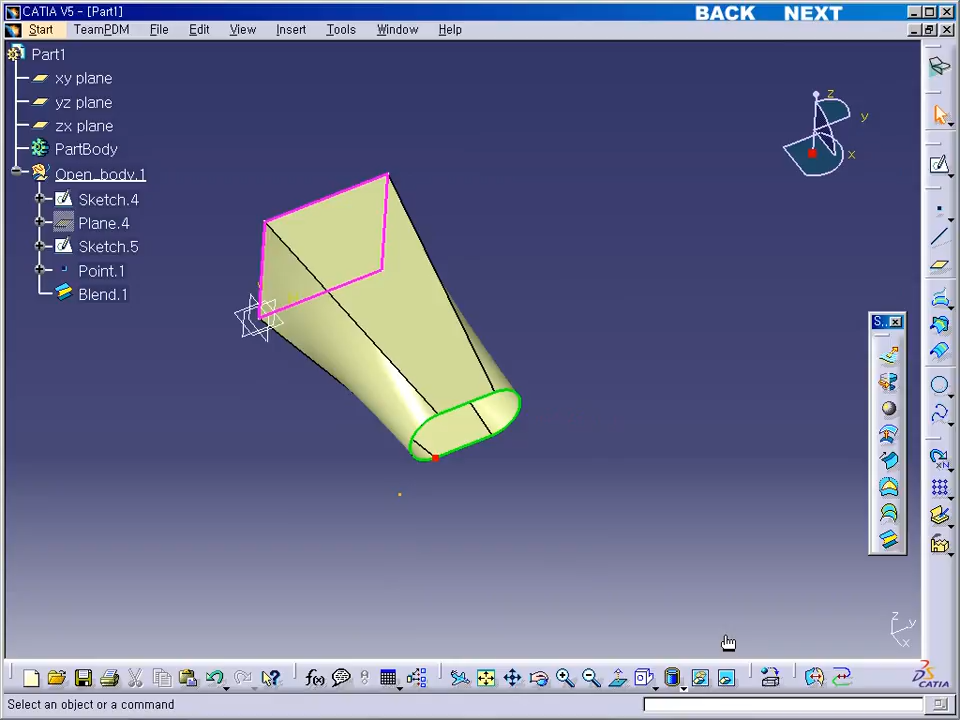 CATIA V5 - [Part1]
BACK NEXT
Start TeamPDM File Edit View Insert Tools Window Help
Part1
xy plane
yz plane
zx plane
PartBody
Open_body.1
Sketch.4
Plane.4
Sketch.5
Point.1
Blend.1
z
y
x
S..
z
y
x
f(x)
CATIA
Select an object or a command